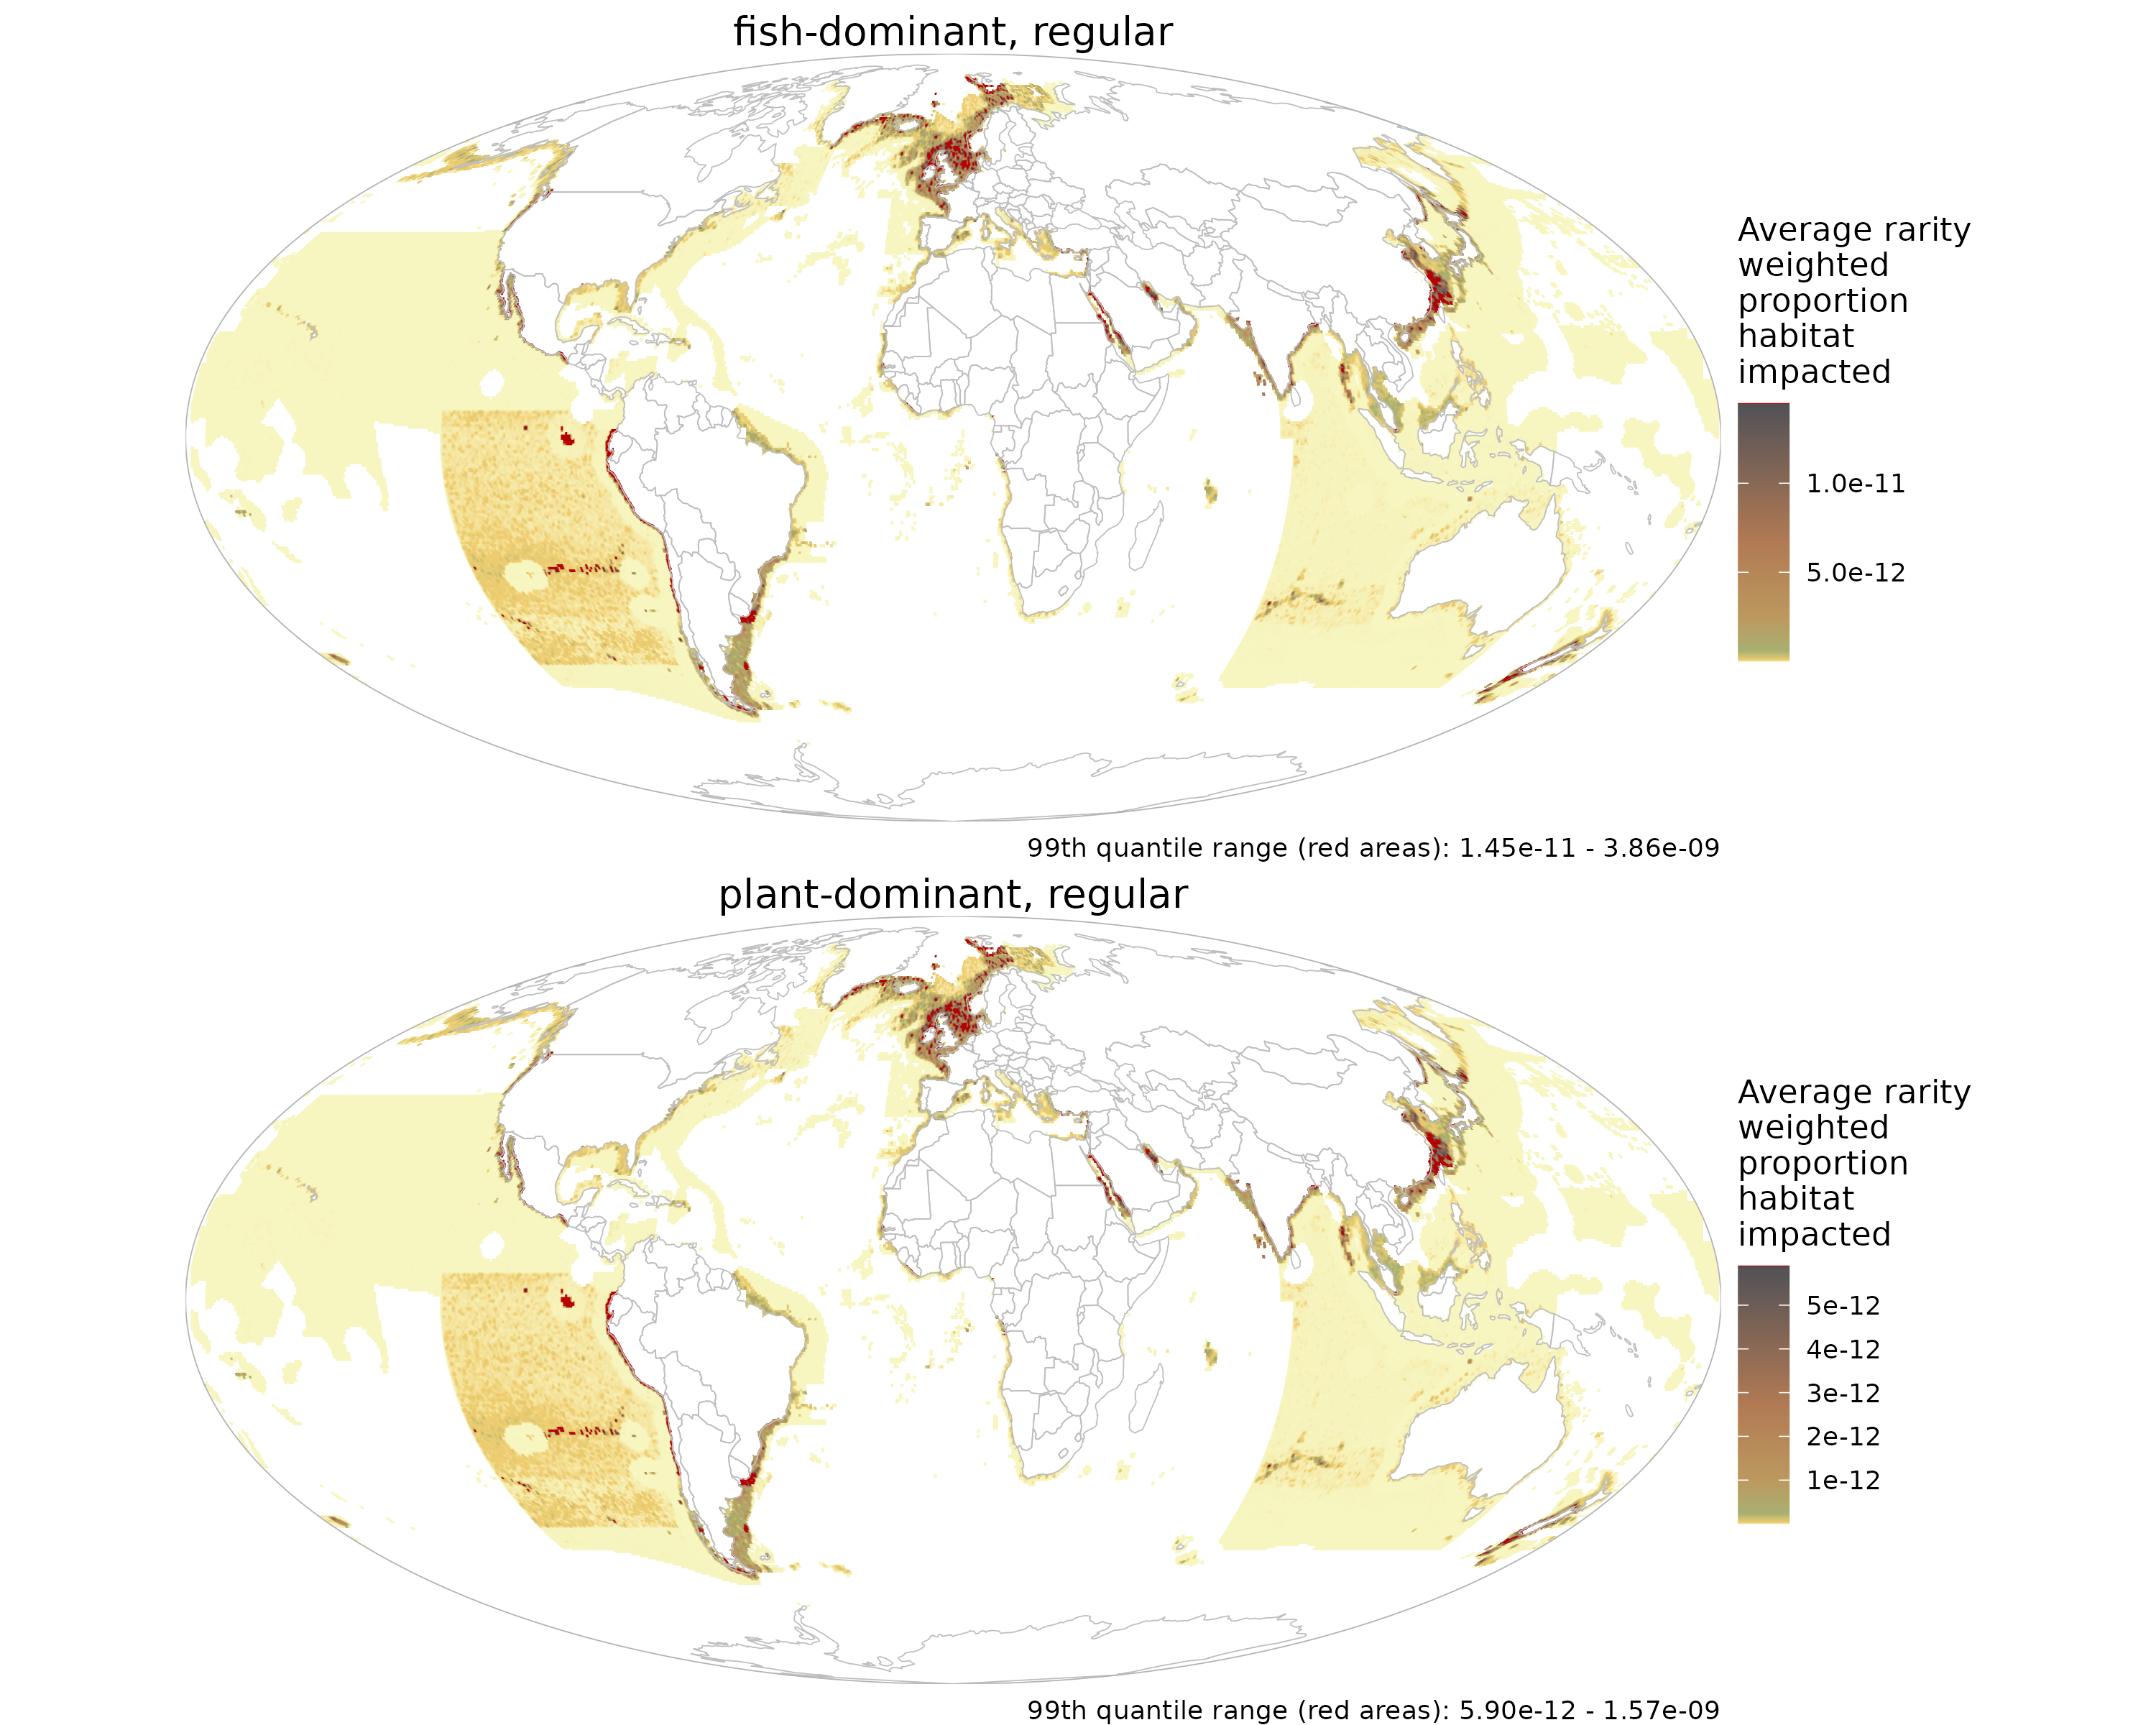 fish-dominant, regular
Average rarity
weighted
proportion
habitat
impacted
1.0e-11
5.0e-12
99th quantile range (red areas): 1.45e-11 - 3.86e-09
plant-dominant, regular
Average rarity
weighted
proportion
habitat
impacted
5e-12
4e-12
3e-12
2e-12
1e-12
99th quantile range (red areas): 5.90e-12 - 1.57e-09